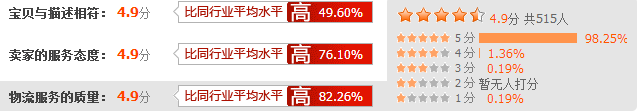 宝贝与描述相符：4.9分 比同行业平均水平 高 49.60%
卖家的服务态度：4.9分 比同行业平均水平 高 76.10%
物流服务的质量：4.9分 比同行业平均水平 高 82.26%
4.9分 共515人
5分 98.25%
4分 1.36%
3分 0.19%
2分 暂无人打分
1分 0.19%